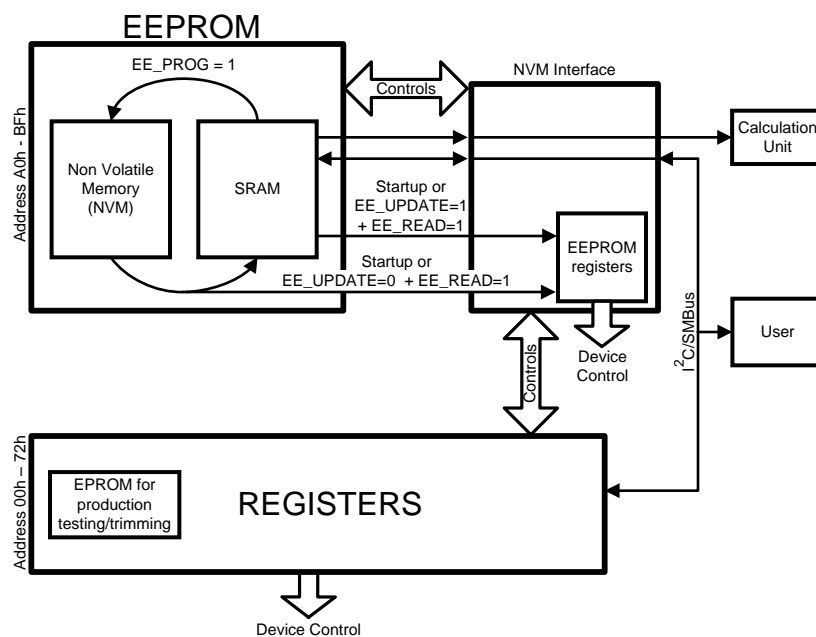 EEPROM
EE_PROG = 1
NVM Interface
Controls
Address A0h - BFh
Non Volatile
Memory
(NVM)
SRAM
Calculation
Unit
Startup or
EE_UPDATE=1
+ EE_READ=1
EEPROM
registers
Startup or
EE_UPDATE=0 + EE_READ=1
Device
Control
Controls
I²C/SMBus
User
Address 00h – 72h
EPROM for
production
testing/trimming
REGISTERS
Device Control